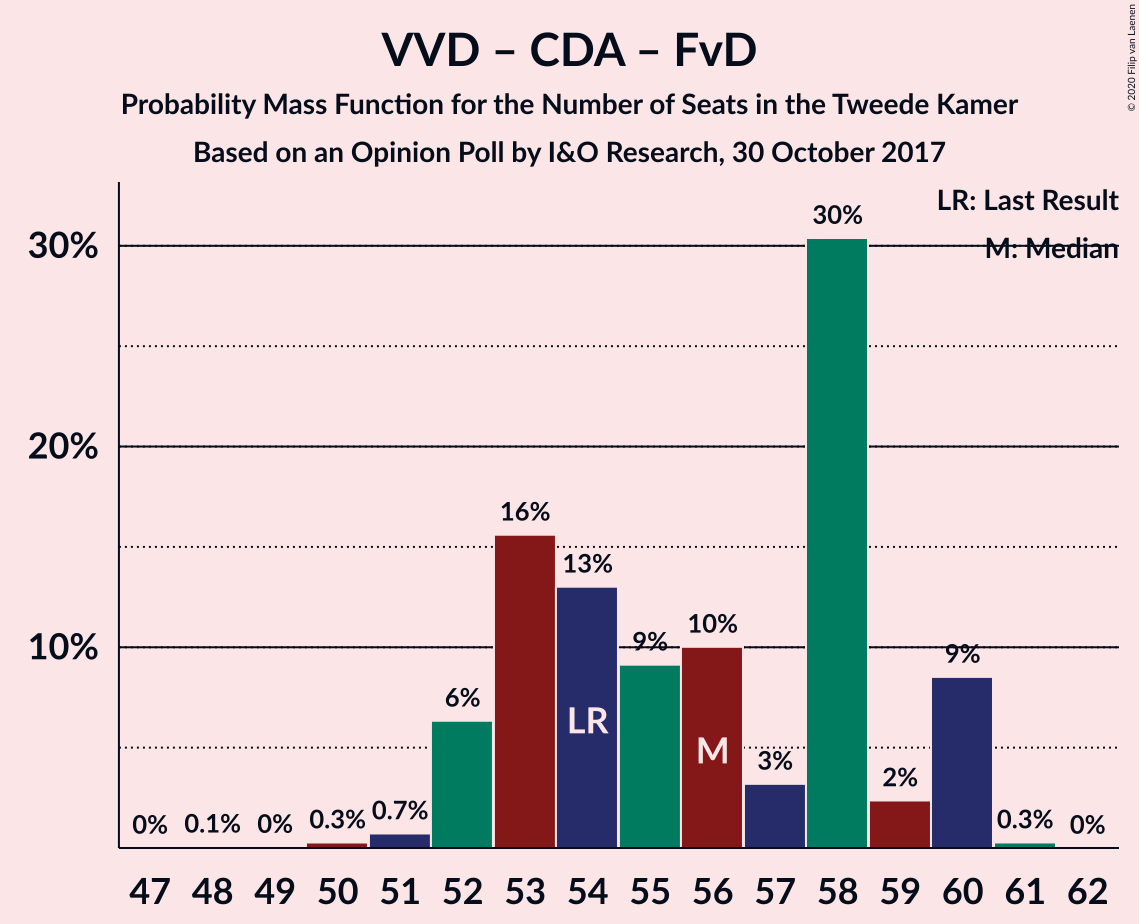 VVD – CDA – FvD
Probability Mass Function for the Number of Seats in the Tweede Kamer
Based on an Opinion Poll by I&O Research, 30 October 2017
© 2020 Filip van Laenen
LR: Last Result
M: Median
30%
20%
10%
0%
0.1%
0%
0.3%
0.7%
6%
16%
13%
9%
10%
3%
30%
2%
9%
0.3%
0%
LR
M
47 48 49 50 51 52 53 54 55 56 57 58 59 60 61 62